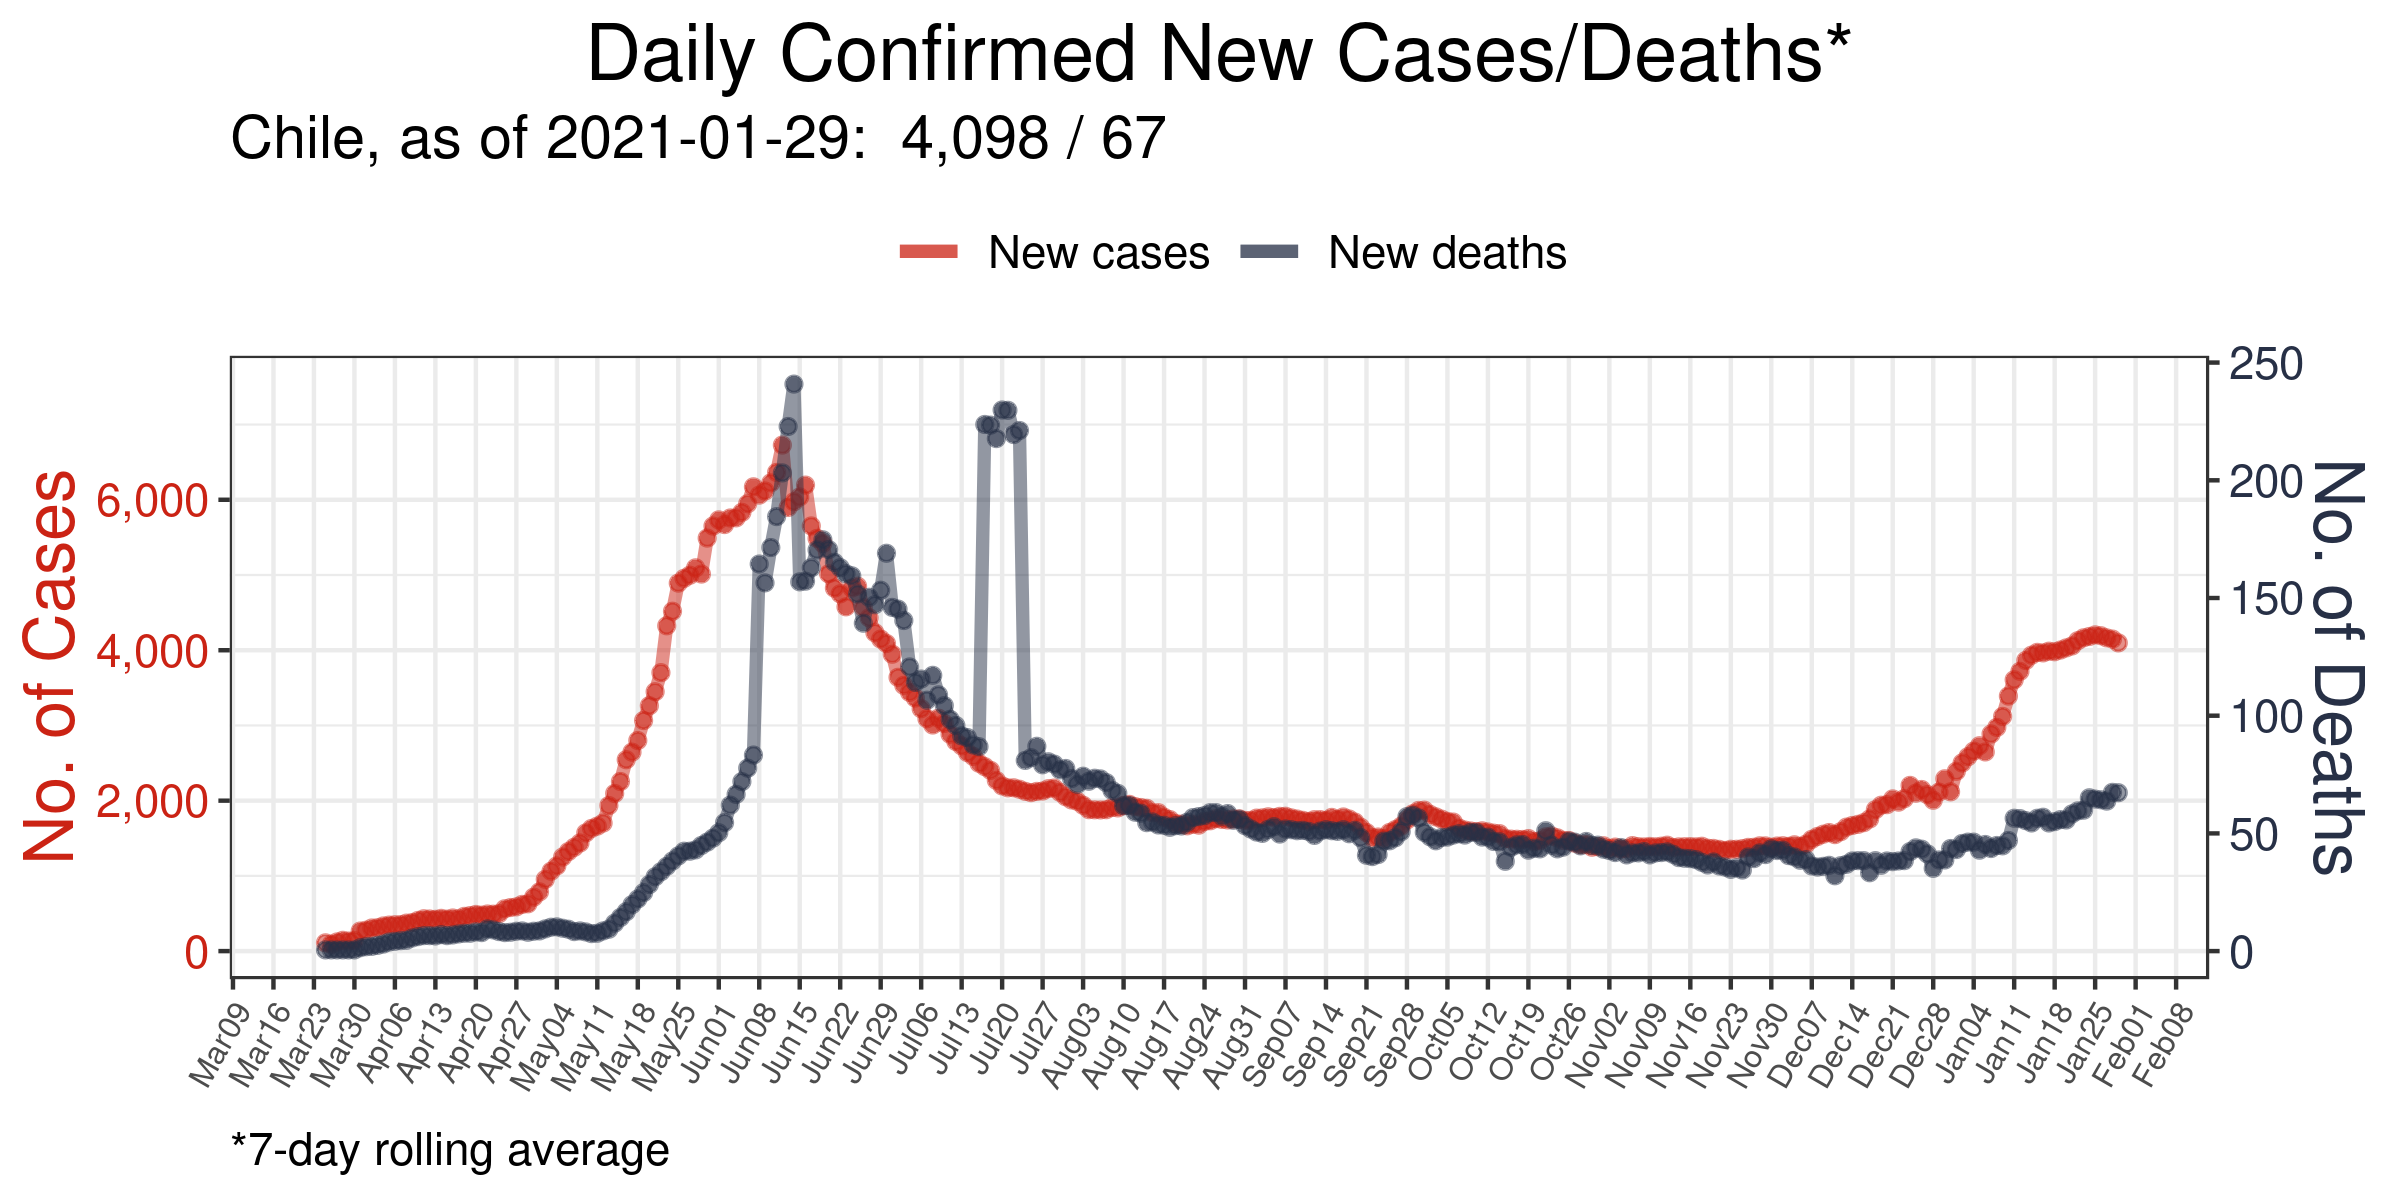 Daily Confirmed New Cases/Deaths*
Chile, as of 2021-01-29:  4,098 / 67
New cases
New deaths
No. of Cases
6,000
4,000
2,000
0
250
200
150
100
50
0
No. of Deaths
Mar09
Mar16
Mar23
Mar30
Apr06
Apr13
Apr20
Apr27
May04
May11
May18
May25
Jun01
Jun08
Jun15
Jun22
Jun29
Jul06
Jul13
Jul20
Jul27
Aug03
Aug10
Aug17
Aug24
Aug31
Sep07
Sep14
Sep21
Sep28
Oct05
Oct12
Oct19
Oct26
Nov02
Nov09
Nov16
Nov23
Nov30
Dec07
Dec14
Dec21
Dec28
Jan04
Jan11
Jan18
Jan25
Feb01
Feb08
*7-day rolling average